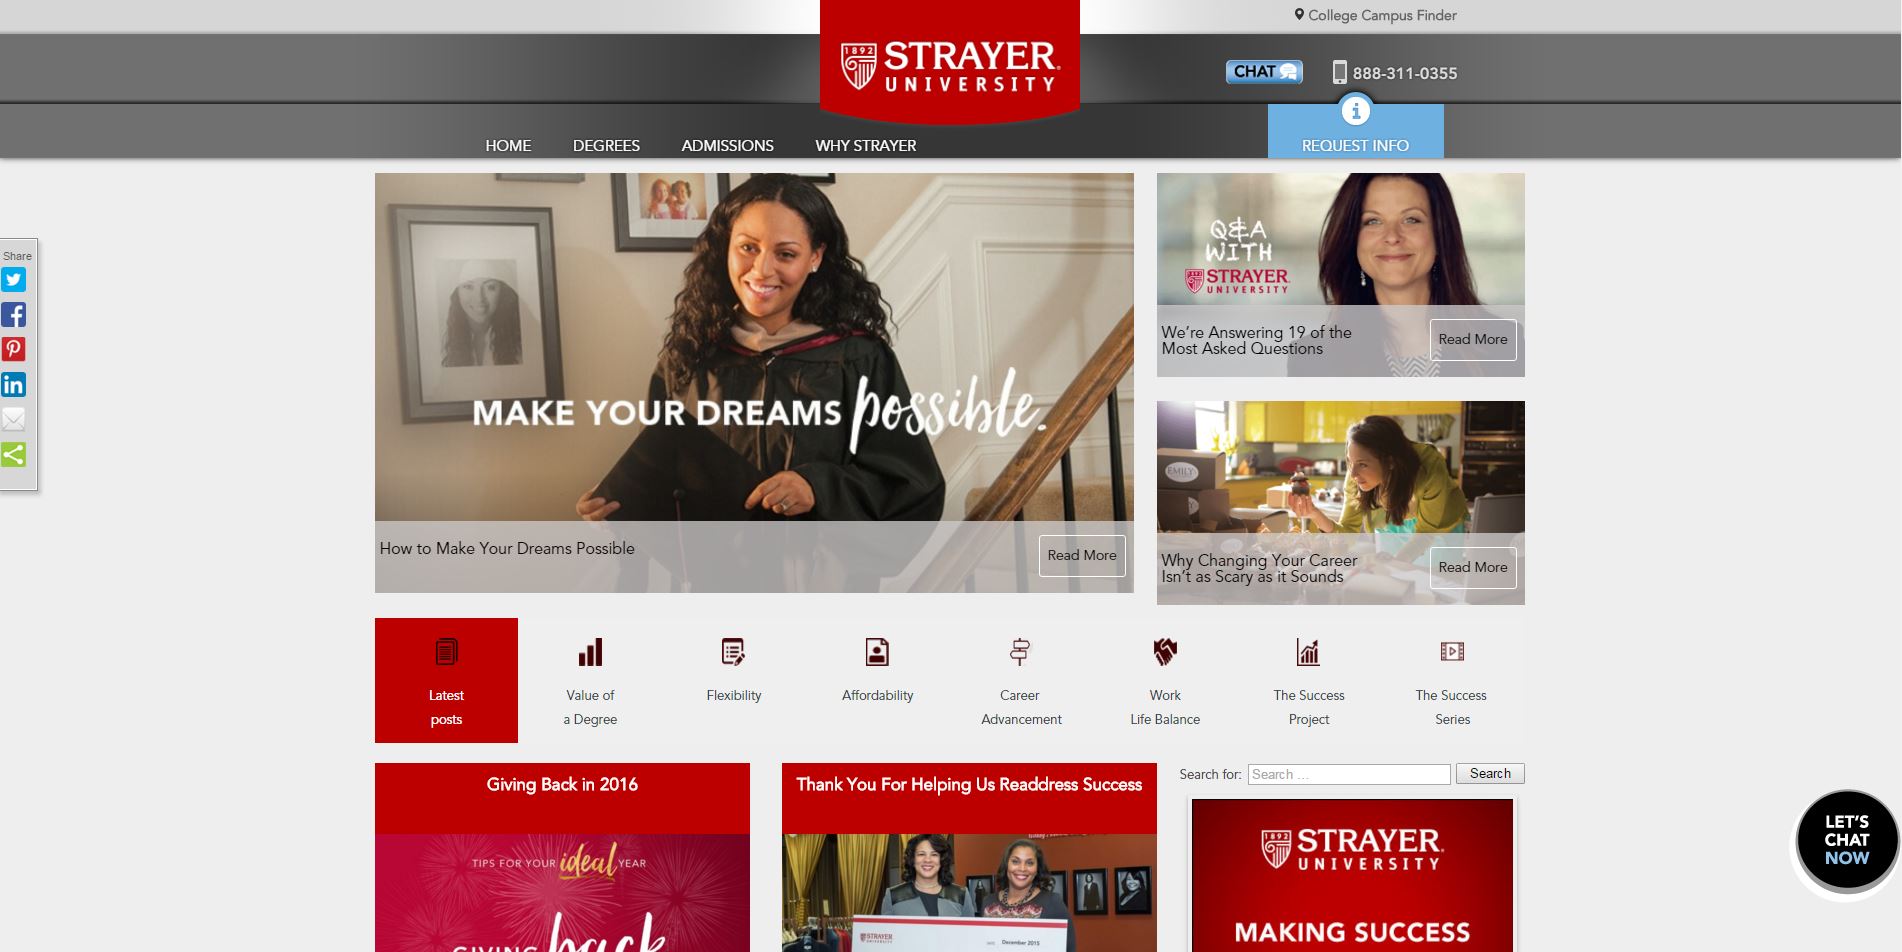 College Campus Finder
1892 STRAYER
UNIVERSITY
CHAT
888-311-0355
HOME
DEGREES
ADMISSIONS
WHY STRAYER
REQUEST INFO
Share
MAKE YOUR DREAMS possible.
How to Make Your Dreams Possible
Read More
Q&A
WITH
1892 STRAYER
UNIVERSITY
We're Answering 19 of the
Most Asked Questions
Read More
EMILY
Why Changing Your Career
Isn't as Scary as it Sounds
Read More
Latest
posts
Value of
a Degree
Flexibility
Affordability
Career
Advancement
Work
Life Balance
The Success
Project
The Success
Series
Giving Back in 2016
TIPS FOR YOUR ideal YEAR
GIVING back
Thank You For Helping Us Readdress Success
STRAYER
UNIVERSITY
DATE December 2015
Search for:
Search ...
Search
1892 STRAYER
UNIVERSITY
MAKING SUCCESS
LET'S
CHAT
NOW